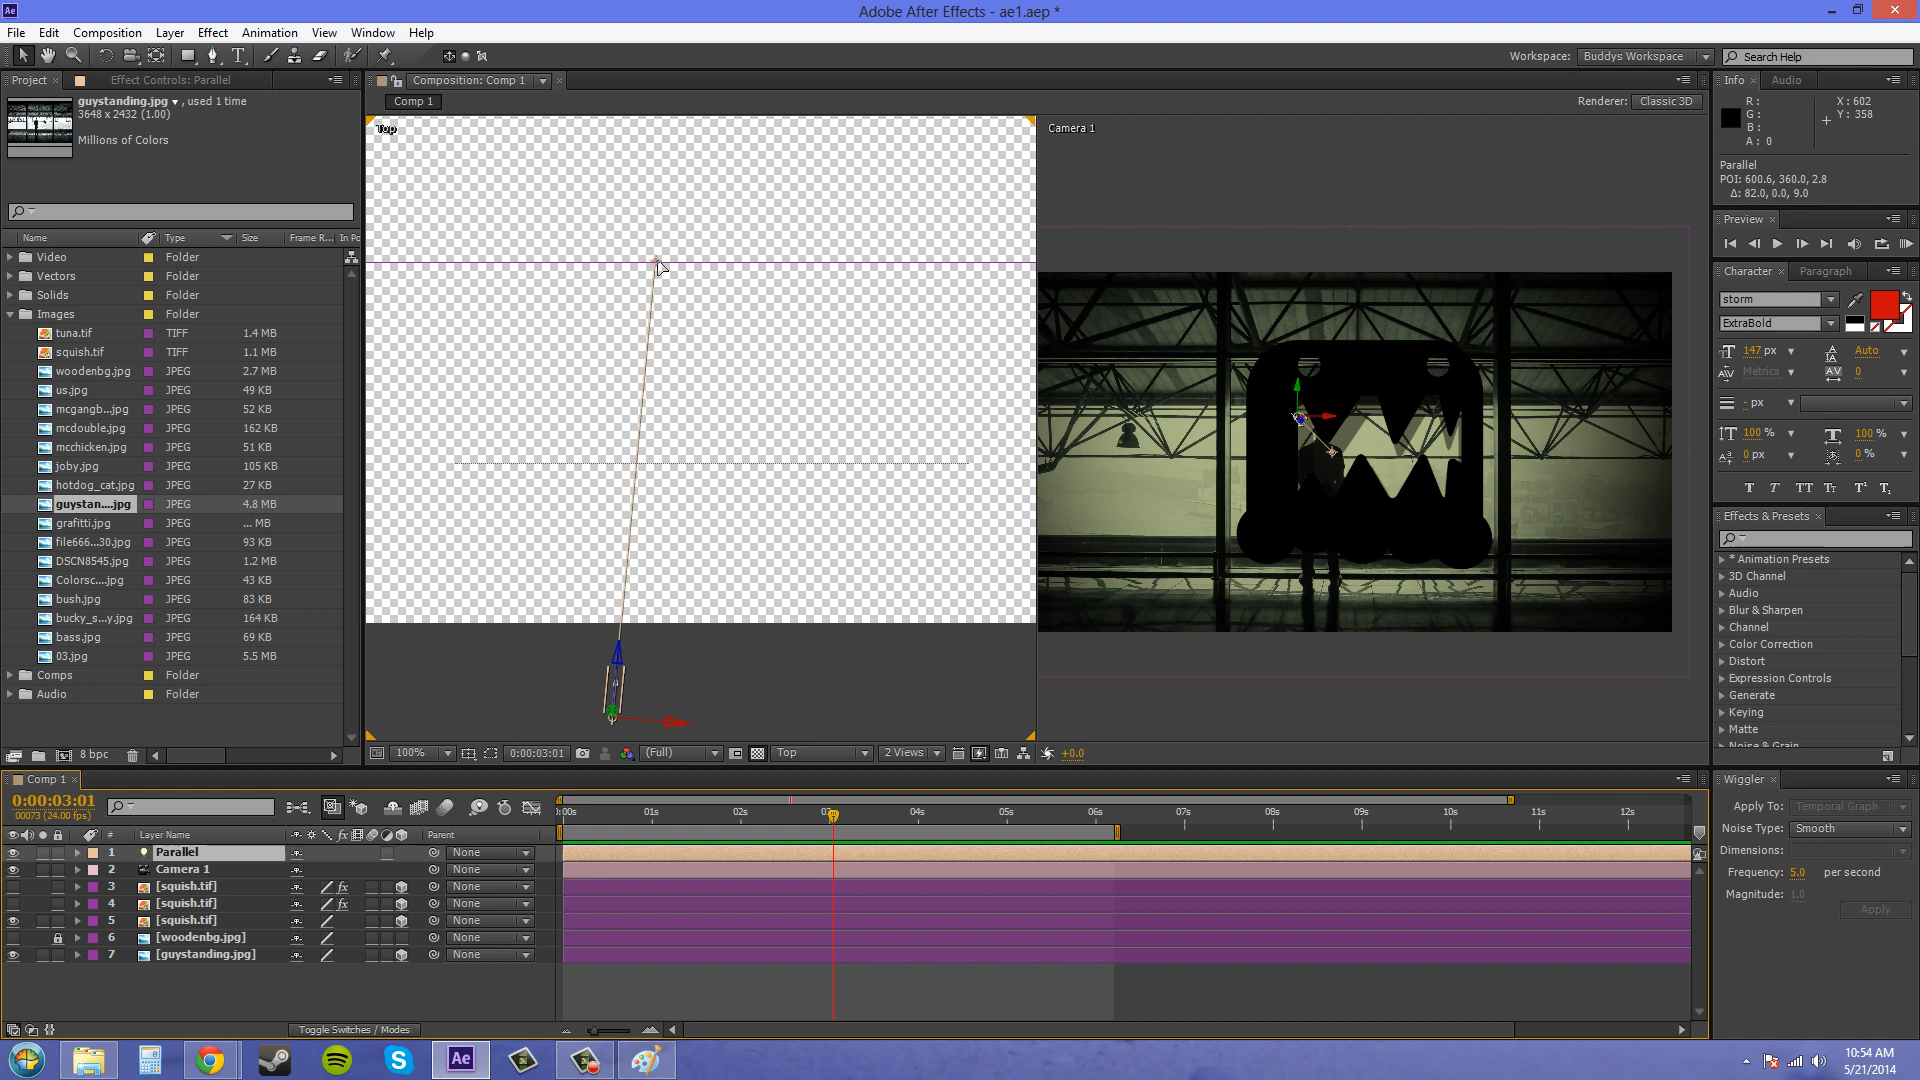 Ae
Adobe After Effects - ae1.aep *
File Edit Composition Layer Effect Animation View Window Help
Workspace: Buddys Workspace Search Help
Project × Effect Controls: Parallel
guystanding.jpg ▼ , used 1 time
3648 x 2432 (1.00)
Millions of Colors
Name Type Size Frame R... In Po
Video Folder
Vectors Folder
Solids Folder
Images Folder
tuna.tif TIFF 1.4 MB
squish.tif TIFF 1.1 MB
woodenbg.jpg JPEG 2.7 MB
us.jpg JPEG 49 KB
mcgangb...jpg JPEG 52 KB
mcdouble.jpg JPEG 162 KB
mcchicken.jpg JPEG 51 KB
joby.jpg JPEG 105 KB
hotdog_cat.jpg JPEG 27 KB
guystan....jpg JPEG 4.8 MB
grafitti.jpg JPEG ... MB
file666...30.jpg JPEG 93 KB
DSCN8545.jpg JPEG 1.2 MB
Colorsc....jpg JPEG 43 KB
bush.jpg JPEG 83 KB
bucky_s...y.jpg JPEG 164 KB
bass.jpg JPEG 69 KB
03.jpg JPEG 5.5 MB
Comps Folder
Audio Folder
8 bpc
Composition: Comp 1
Comp 1
Renderer: Classic 3D
Top
Camera 1
100% 0:00:03:01 (Full) Top 2 Views +0.0
Info × Audio
R: X: 602
G: Y: 358
B:
A: 0
Parallel
POI: 600.6, 360.0, 2.8
Δ: 82.0, 0.0, 9.0
Preview ×
Character × Paragraph
storm
ExtraBold
147 px Auto
Metrics 0
- px
100 % 100 %
0 px 0 %
T T TT Tt T¹ T₁
Effects & Presets ×
* Animation Presets
3D Channel
Audio
Blur & Sharpen
Channel
Color Correction
Distort
Expression Controls
Generate
Keying
Matte
Noise & Grain
Comp 1 ×
0:00:03:01
00073 (24.00 fps)
# Layer Name fx Parent
1 Parallel None
2 Camera 1 None
3 [squish.tif] fx None
4 [squish.tif] fx None
5 [squish.tif] None
6 [woodenbg.jpg] None
7 [guystanding.jpg] None
Toggle Switches / Modes
:00s 01s 02s 04s 05s 06s 07s 08s 09s 10s 11s 12s
Wiggler ×
Apply To: Temporal Graph
Noise Type: Smooth
Dimensions:
Frequency: 5.0 per second
Magnitude: 1.0
Apply
Ae
10:54 AM
5/21/2014